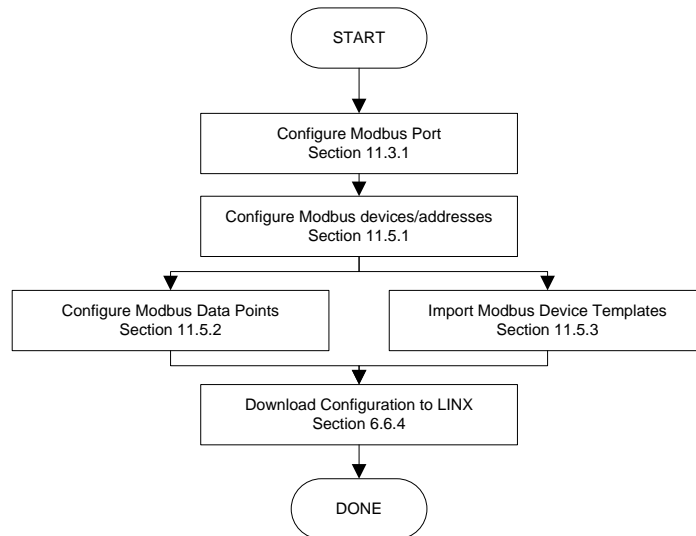 START
Configure Modbus Port
Section 11.3.1
Configure Modbus devices/addresses
Section 11.5.1
Configure Modbus Data Points
Section 11.5.2
Import Modbus Device Templates
Section 11.5.3
Download Configuration to LINX
Section 6.6.4
DONE